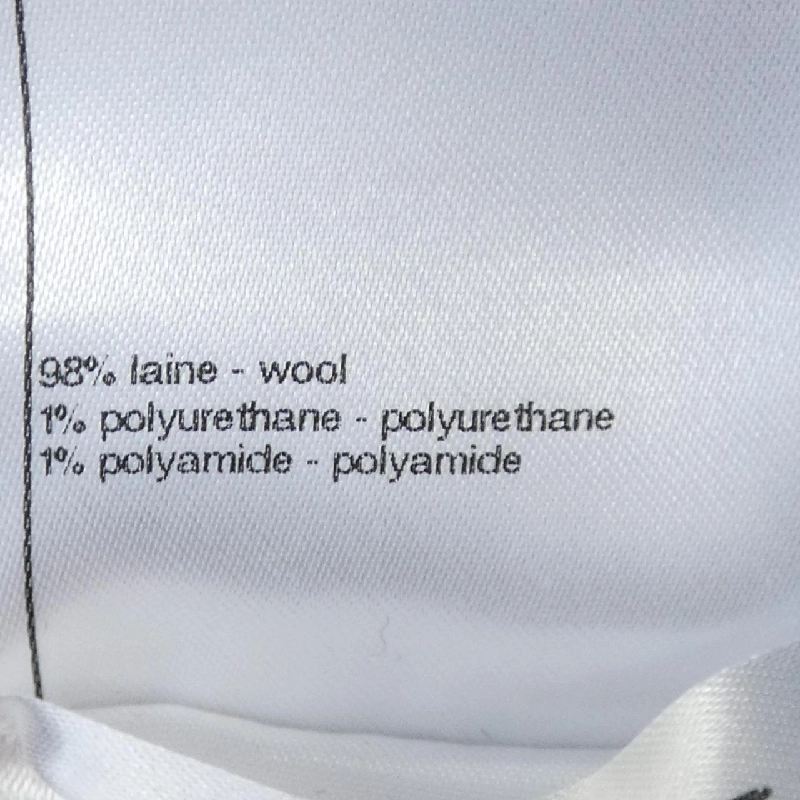 98% laine - wool
1% polyurethane - polyurethane
1% polyamide - polyamide